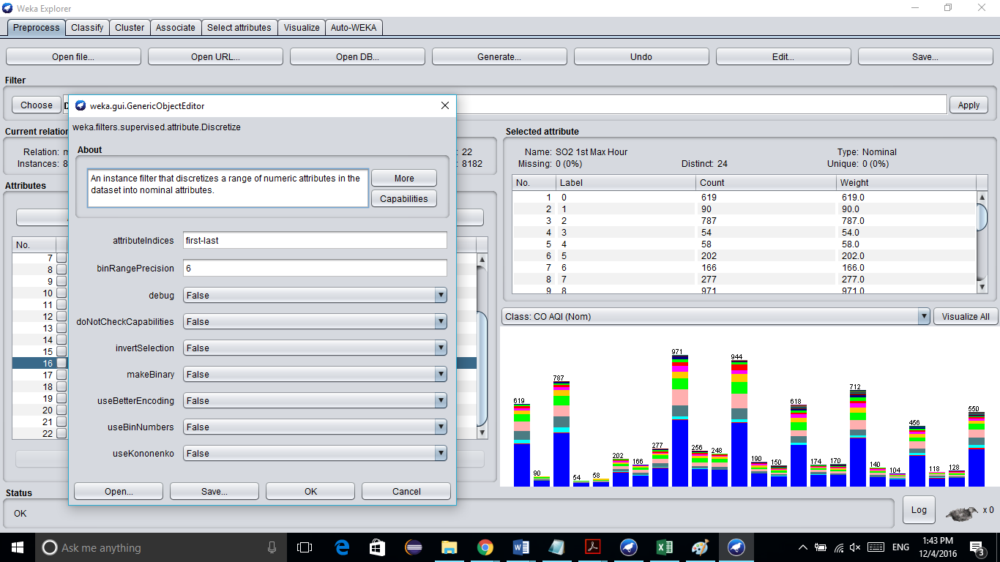 Weka Explorer
Preprocess Classify Cluster Associate Select attributes Visualize Auto-WEKA
Open file... Open URL... Open DB... Generate... Undo Edit... Save...
Filter
Choose D Apply
weka.gui.GenericObjectEditor
weka.filters.supervised.attribute.Discretize
About
An instance filter that discretizes a range of numeric attributes in the
dataset into nominal attributes.
More
Capabilities
attributeIndices first-last
binRangePrecision 6
debug False
doNotCheckCapabilities False
invertSelection False
makeBinary False
useBetterEncoding False
useBinNumbers False
useKononenko False
Open... Save... OK Cancel
Current relation
Relation: m : 22
Instances: 8 : 8182
Attributes
No.
7
8
9
10
11
12
13
14
15
16
17
18
19
20
21
22
Selected attribute
Name: SO2 1st Max Hour Type: Nominal
Missing: 0 (0%) Distinct: 24 Unique: 0 (0%)
No. Label Count Weight
1 0 619 619.0
2 1 90 90.0
3 2 787 787.0
4 3 54 54.0
5 4 58 58.0
6 5 202 202.0
7 6 166 166.0
8 7 277 277.0
9 8 971 971.0
Class: CO AQI (Nom) Visualize All
619 90 787 54 58 202 166 277 971 256 248 944 190 150 618 174 170 712 140 104 456 118 128 550
Status
OK
Log x 0
Ask me anything
ENG
1:43 PM
12/4/2016
3